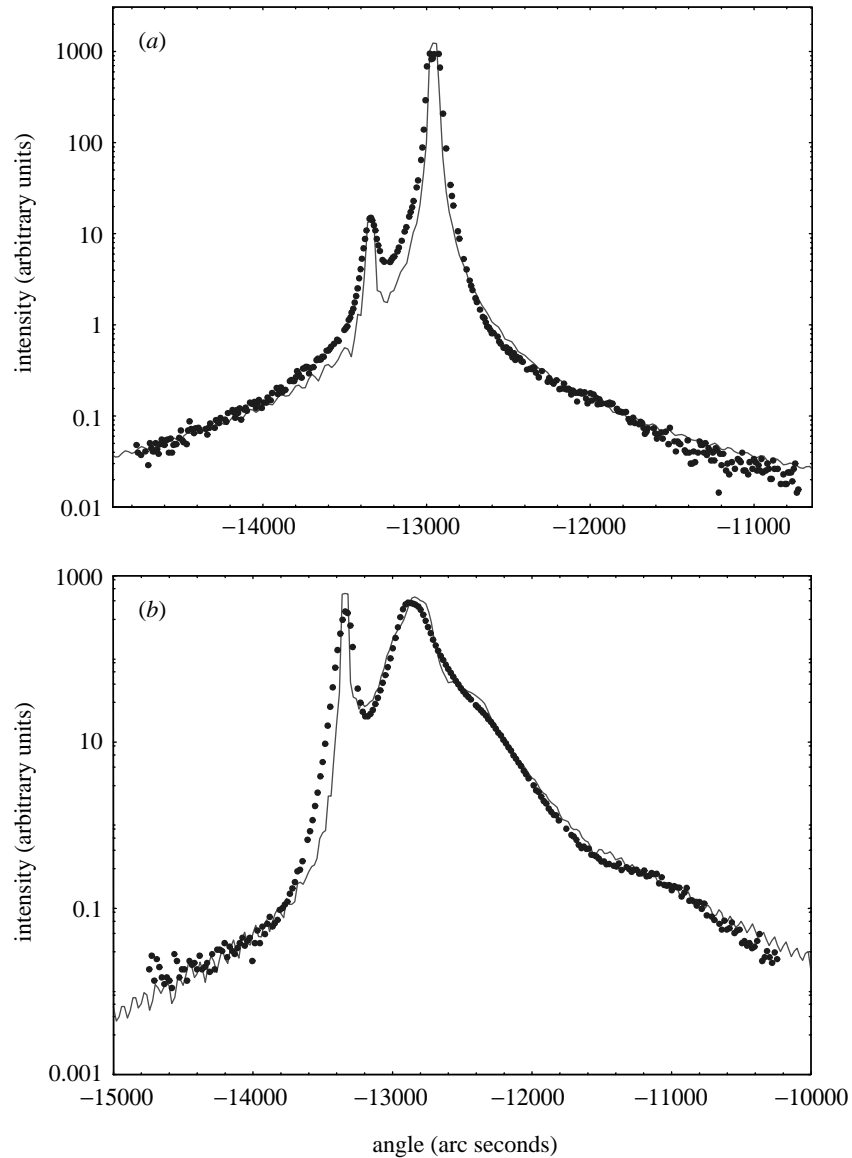 (a)
intensity (arbitrary units)
1000
100
10
1
0.1
0.01
−14000 −13000 −12000 −11000
(b)
intensity (arbitrary units)
1000
10
0.1
0.001
−15000 −14000 −13000 −12000 −11000 −10000
angle (arc seconds)